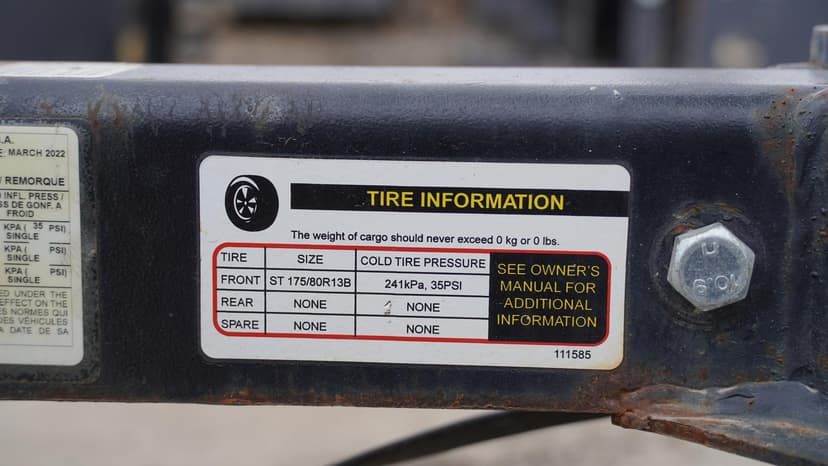 .A.
MARCH 2022
/ REMORQUE
INFL. PRESS /
DE GONF. A
FROID
KPA ( 35 PSI)
SINGLE
KPA ( PSI)
SINGLE
KPA ( PSI)
SINGLE
UNDER THE
EFFECT ON THE
NORMES QUI
DES VÉHICULES
A DATE DE SA
TIRE INFORMATION
The weight of cargo should never exceed 0 kg or 0 lbs.
TIRE SIZE COLD TIRE PRESSURE
FRONT ST 175/80R13B 241kPa, 35PSI
REAR NONE NONE
SPARE NONE NONE
SEE OWNER'S
MANUAL FOR
ADDITIONAL
INFORMATION
111585